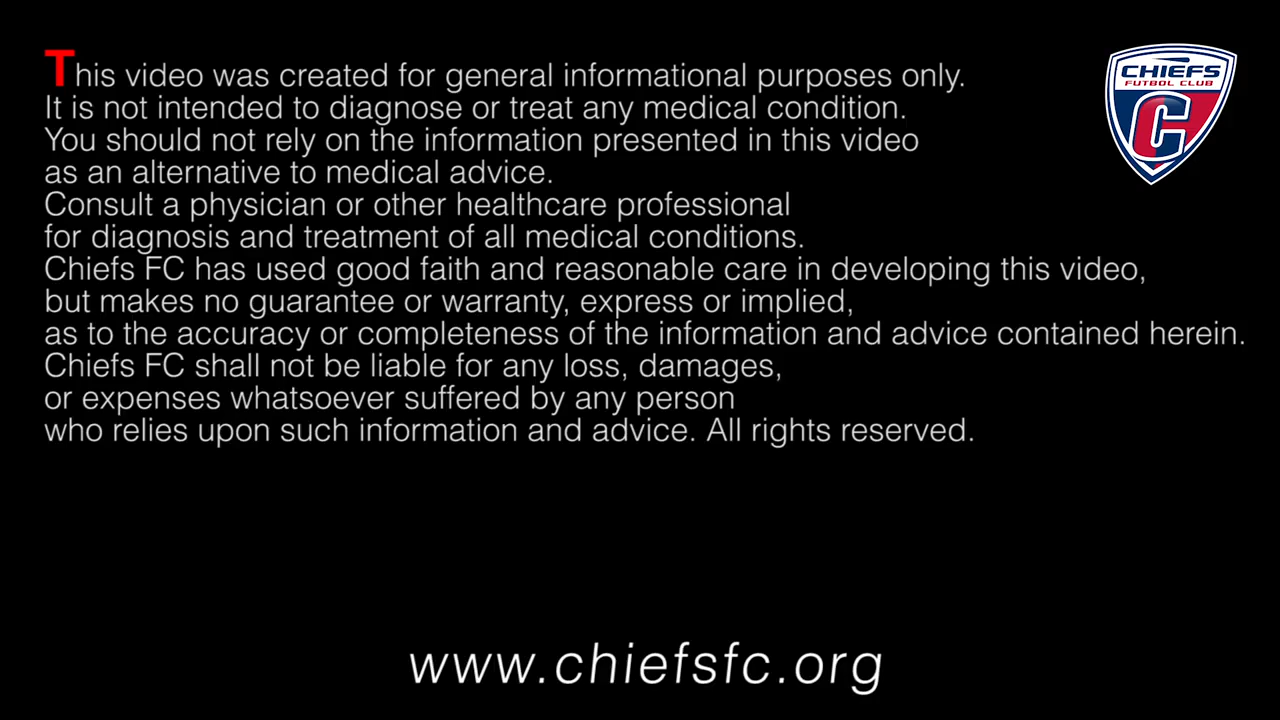 This video was created for general informational purposes only.
It is not intended to diagnose or treat any medical condition.
You should not rely on the information presented in this video
as an alternative to medical advice.
Consult a physician or other healthcare professional
for diagnosis and treatment of all medical conditions.
Chiefs FC has used good faith and reasonable care in developing this video,
but makes no guarantee or warranty, express or implied,
as to the accuracy or completeness of the information and advice contained herein.
Chiefs FC shall not be liable for any loss, damages,
or expenses whatsoever suffered by any person
who relies upon such information and advice. All rights reserved.
CHIEFS
FUTBOL CLUB
C
www.chiefsfc.org